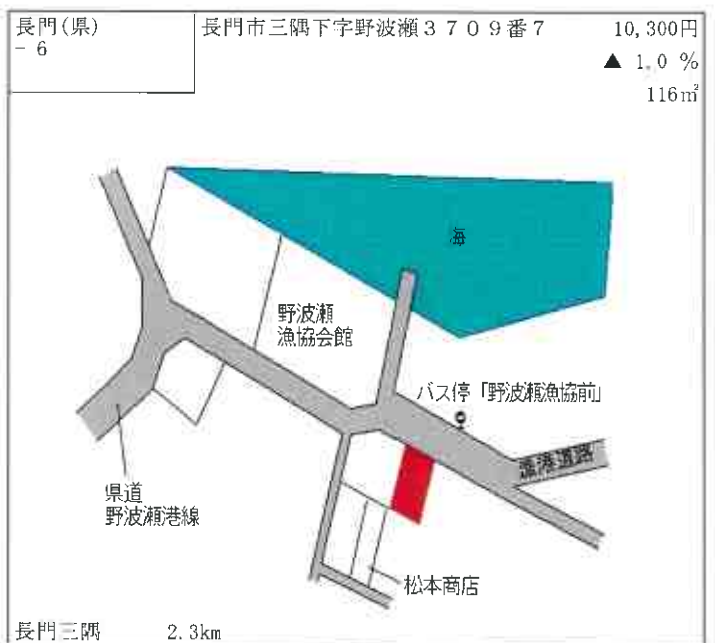 長門(県)
- 6
長門市三隅下字野波瀬3709番7
10,300円
▲ 1.0 %
116㎡
海
野波瀬
漁協会館
バス停「野波瀬漁協前」
漁港道路
県道
野波瀬港線
松本商店
長門三隅 2.3km